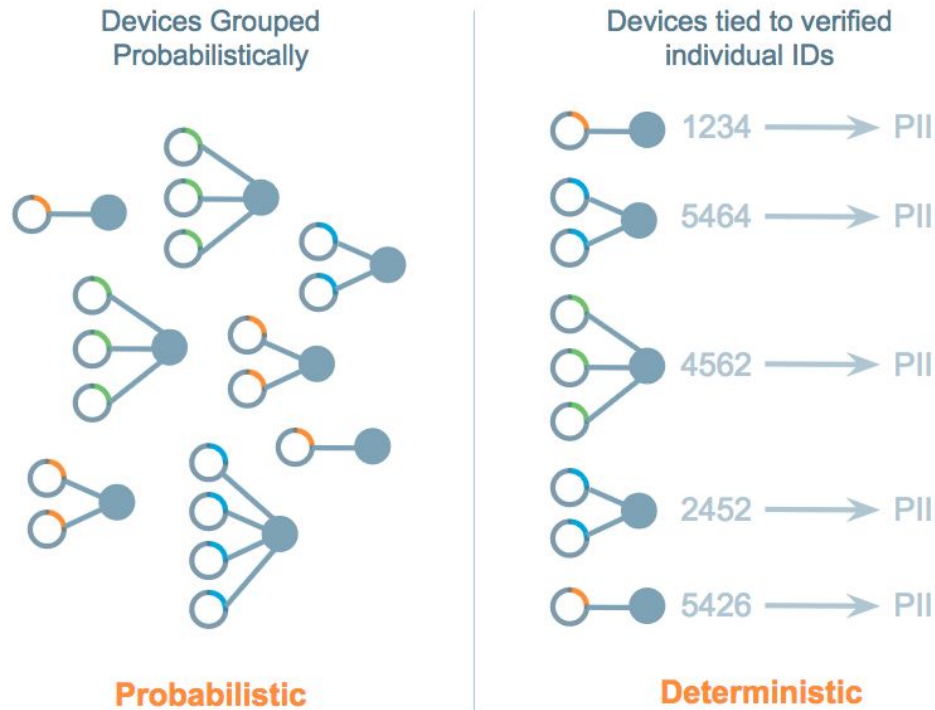 Devices Grouped
Probabilistically
Devices tied to verified
individual IDs
1234 PII
5464 PII
4562 PII
2452 PII
5426 PII
Probabilistic
Deterministic